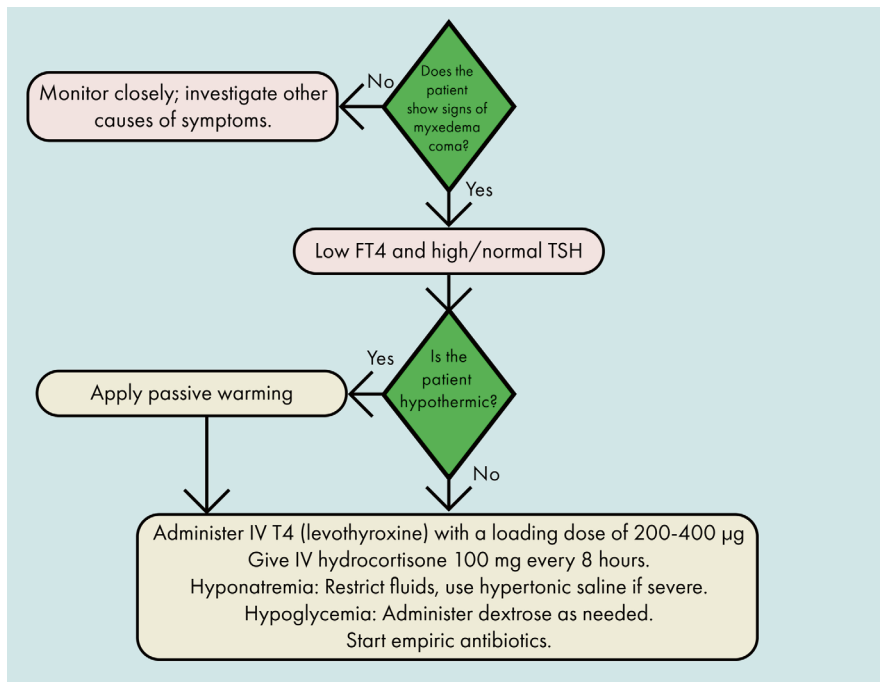 Does the
patient
show signs of
myxedema
coma?
No
Monitor closely; investigate other
causes of symptoms.
Yes
Low FT4 and high/normal TSH
Is the
patient
hypothermic?
Yes
Apply passive warming
No
Administer IV T4 (levothyroxine) with a loading dose of 200-400 µg
Give IV hydrocortisone 100 mg every 8 hours.
Hyponatremia: Restrict fluids, use hypertonic saline if severe.
Hypoglycemia: Administer dextrose as needed.
Start empiric antibiotics.